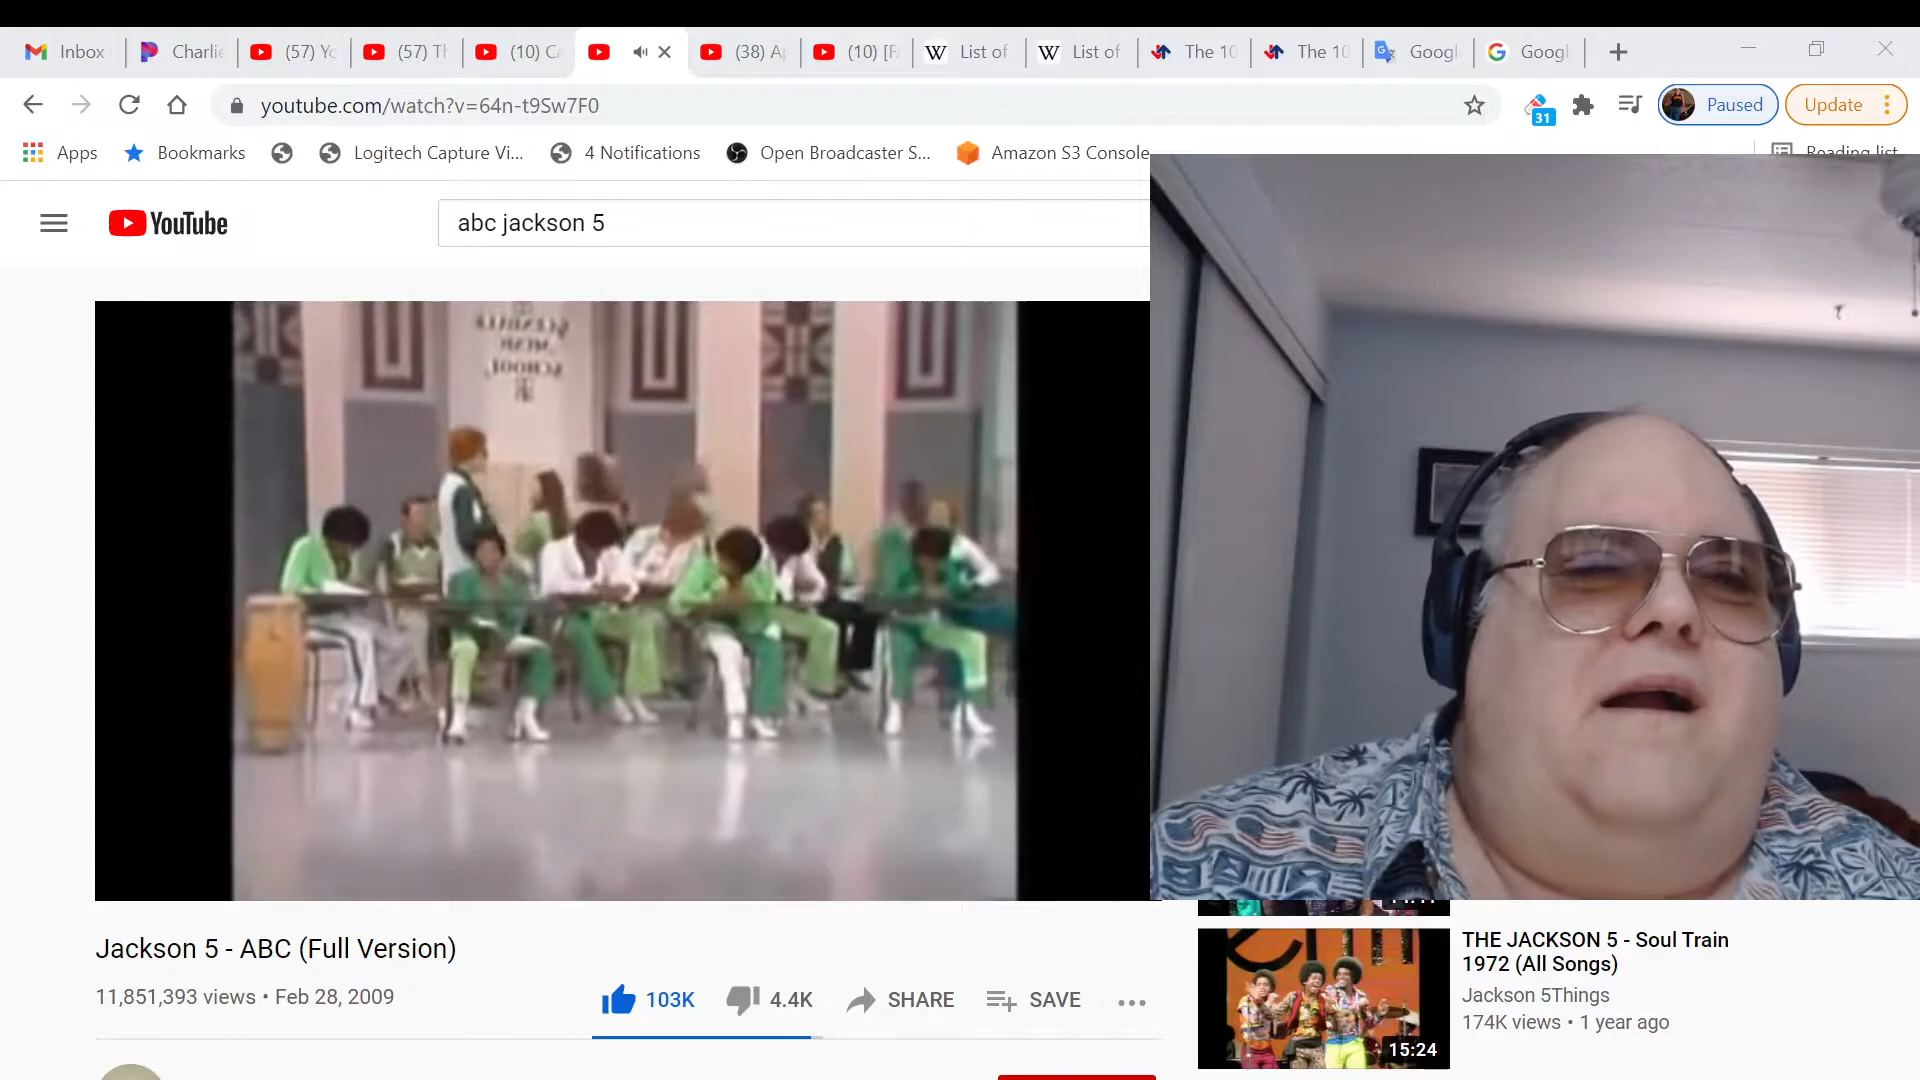 Inbox
Charlie
(57) Yo
(57) Th
(10) Ca
(38) A
(10) [F
List of
List of
The 10
The 10
Googl
Googl
youtube.com/watch?v=64n-t9Sw7F0
31
Paused
Update
Apps
Bookmarks
Logitech Capture Vi...
4 Notifications
Open Broadcaster S...
Amazon S3 Console
Reading list
YouTube
abc jackson 5
SCHOOL
Jackson 5 - ABC (Full Version)
11,851,393 views • Feb 28, 2009
103K
4.4K
SHARE
SAVE
THE JACKSON 5 - Soul Train
1972 (All Songs)
Jackson 5Things
174K views • 1 year ago
15:24